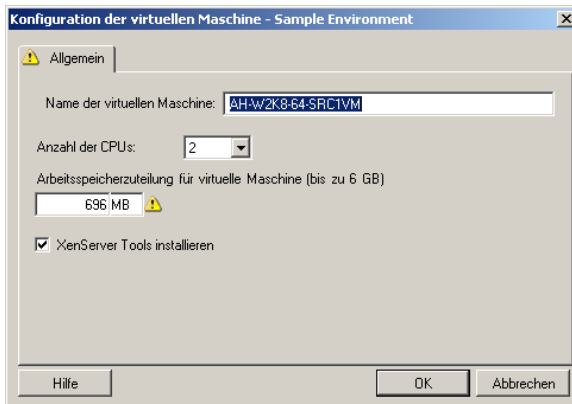 Konfiguration der virtuellen Maschine - Sample Environment
Allgemein
Name der virtuellen Maschine: AH-W2K8-64-SRC1VM
Anzahl der CPUs: 2
Arbeitsspeicherzuteilung für virtuelle Maschine (bis zu 6 GB)
696 MB
XenServer Tools installieren
Hilfe OK Abbrechen